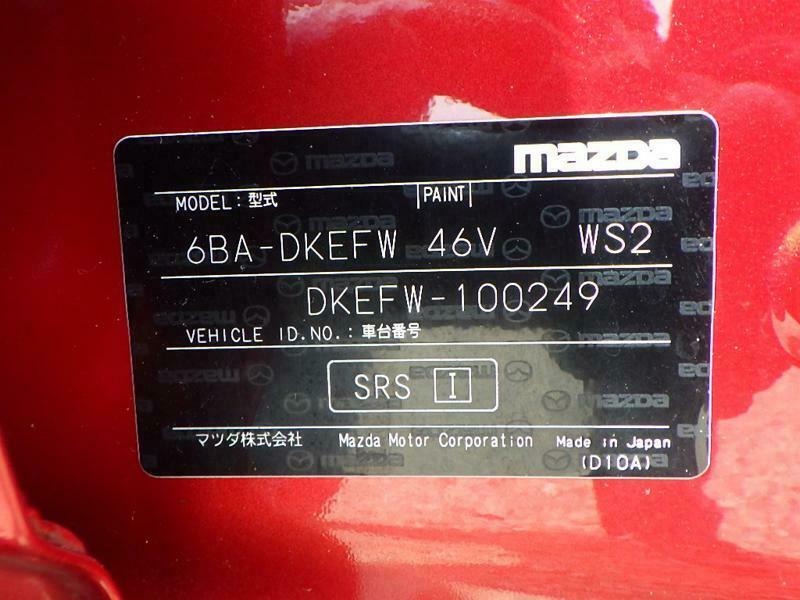 mazda
MODEL：型式 PAINT
6BA-DKEFW 46V WS2
DKEFW-100249
VEHICLE ID.NO.：車台番号
SRS I
マツダ株式会社 Mazda Motor Corporation Made in Japan
(D10A)